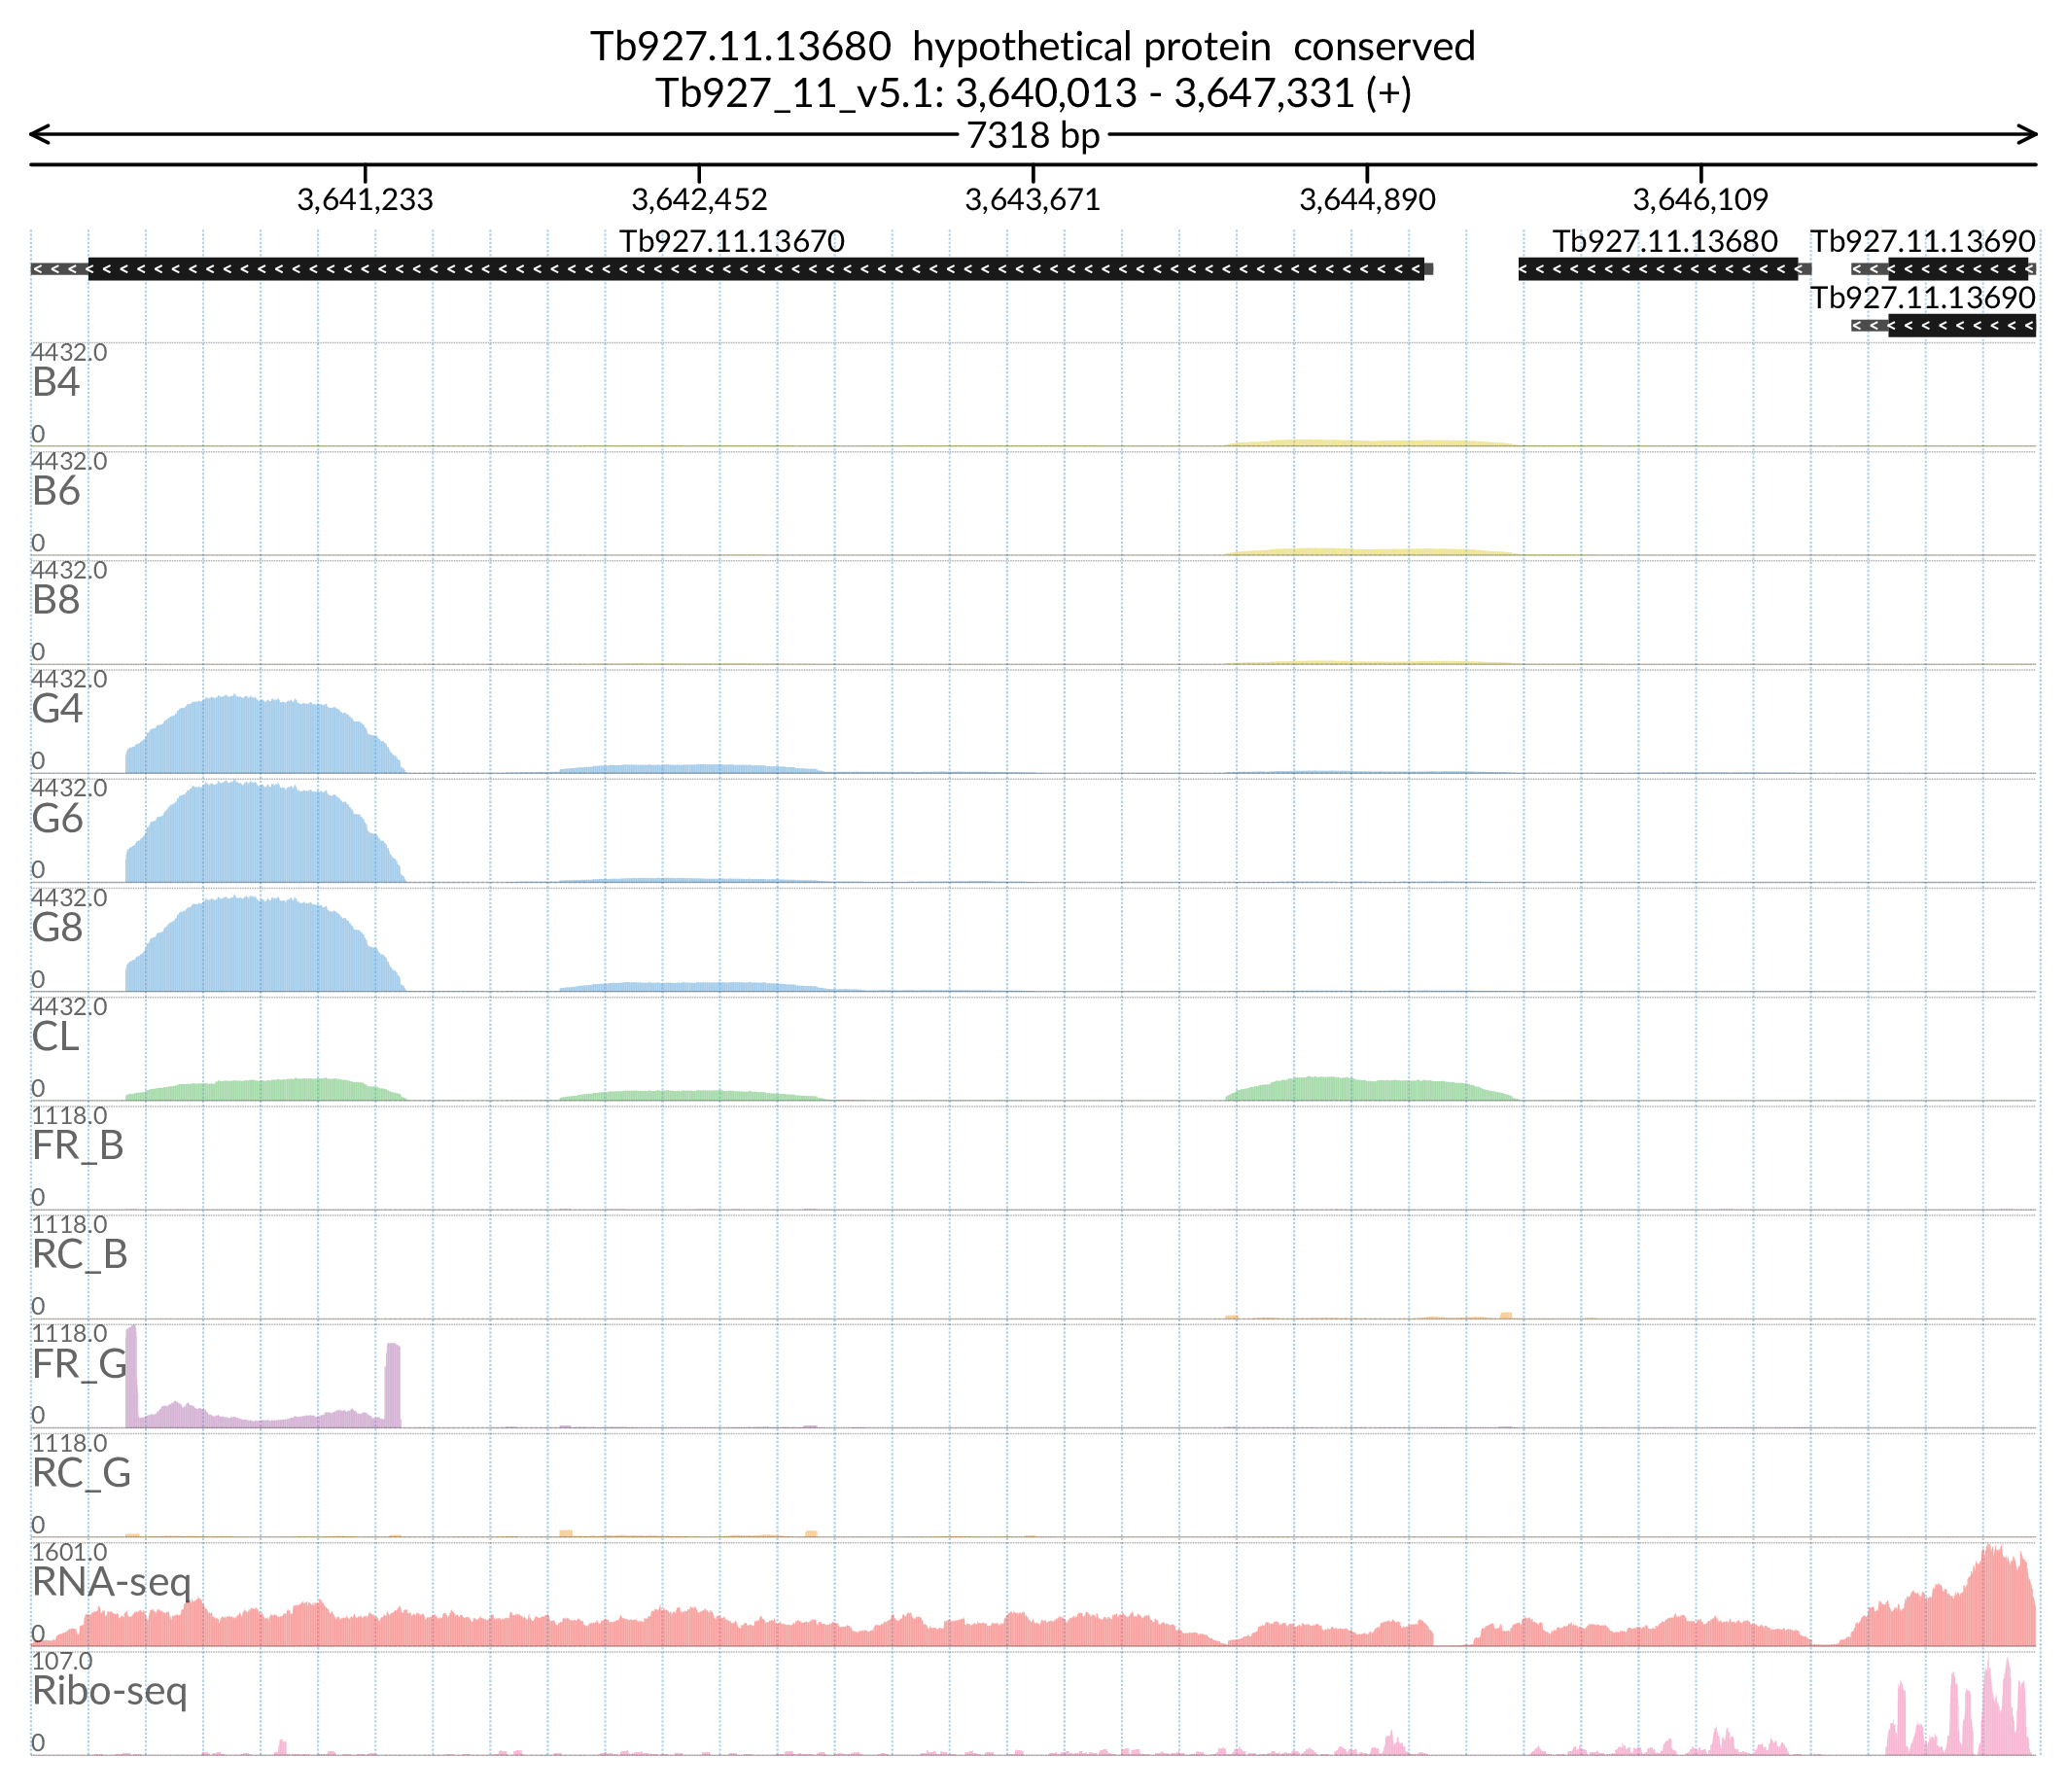 Tb927.11.13680  hypothetical protein  conserved
Tb927_11_v5.1: 3,640,013 - 3,647,331 (+)
7318 bp
3,641,233 3,642,452 3,643,671 3,644,890 3,646,109
Tb927.11.13670 Tb927.11.13680 Tb927.11.13690
Tb927.11.13690
4432.0
B4
0
4432.0
B6
0
4432.0
B8
0
4432.0
G4
0
4432.0
G6
0
4432.0
G8
0
4432.0
CL
0
1118.0
FR_B
0
1118.0
RC_B
0
1118.0
FR_G
0
1118.0
RC_G
0
1601.0
RNA-seq
0
107.0
Ribo-seq
0